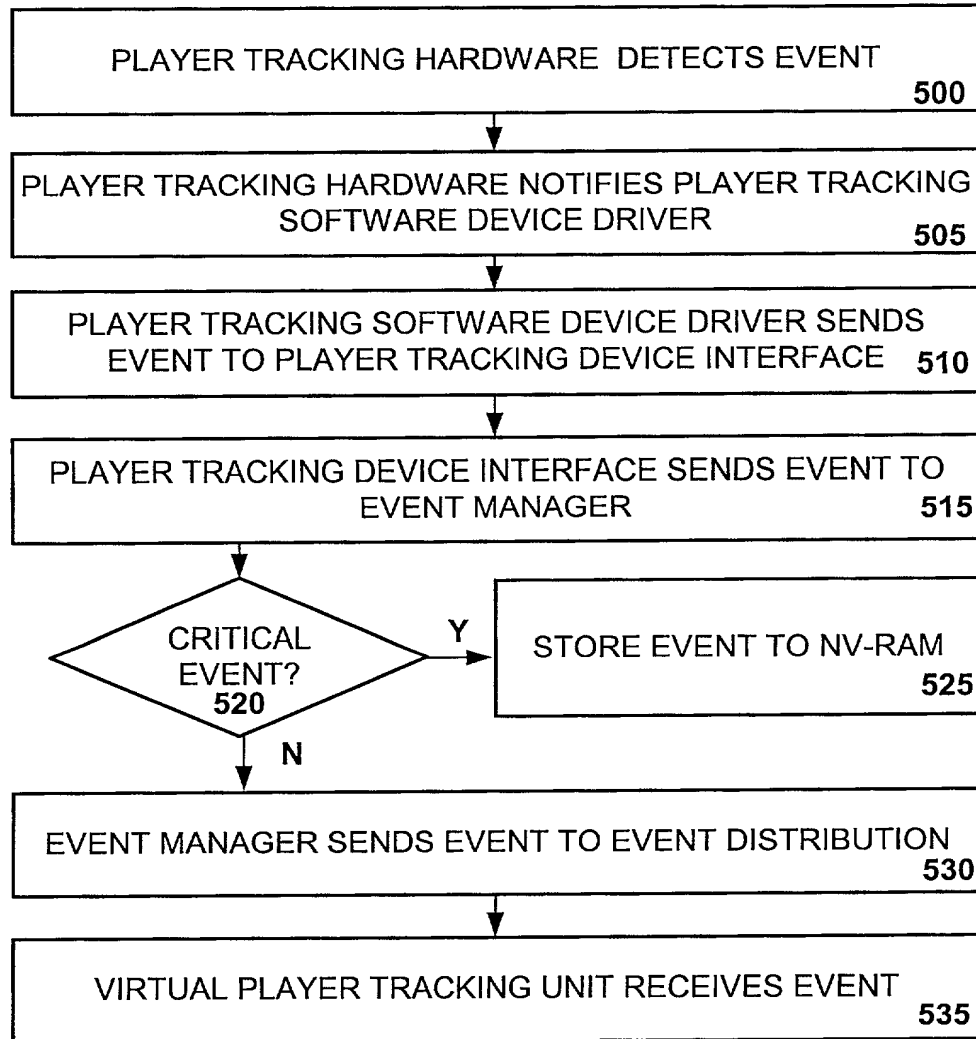 PLAYER TRACKING HARDWARE DETECTS EVENT
500
PLAYER TRACKING HARDWARE NOTIFIES PLAYER TRACKING
SOFTWARE DEVICE DRIVER
505
PLAYER TRACKING SOFTWARE DEVICE DRIVER SENDS
EVENT TO PLAYER TRACKING DEVICE INTERFACE
510
PLAYER TRACKING DEVICE INTERFACE SENDS EVENT TO
EVENT MANAGER
515
CRITICAL
EVENT?
520
Y
STORE EVENT TO NV-RAM
525
N
EVENT MANAGER SENDS EVENT TO EVENT DISTRIBUTION
530
VIRTUAL PLAYER TRACKING UNIT RECEIVES EVENT
535